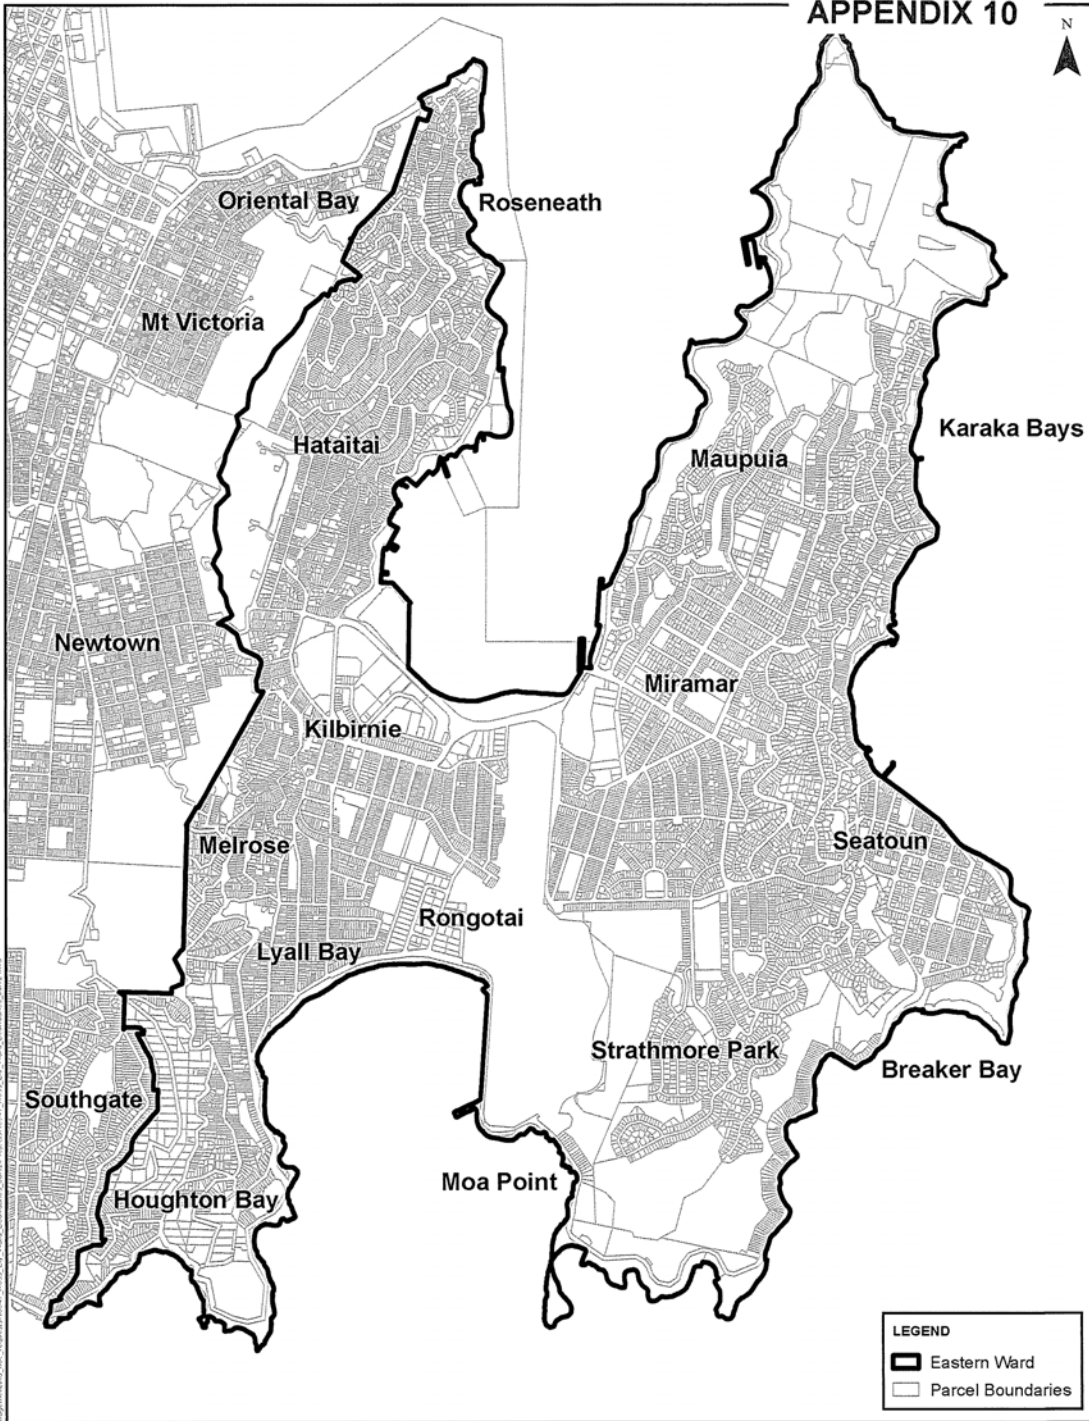 APPENDIX 10
N
Oriental Bay
Roseneath
Mt Victoria
Karaka Bays
Hataitai
Maupuia
Newtown
Miramar
Kilbirnie
Melrose
Seatoun
Rongotai
Lyall Bay
Strathmore Park
Breaker Bay
Southgate
Moa Point
Houghton Bay
LEGEND
Eastern Ward
Parcel Boundaries